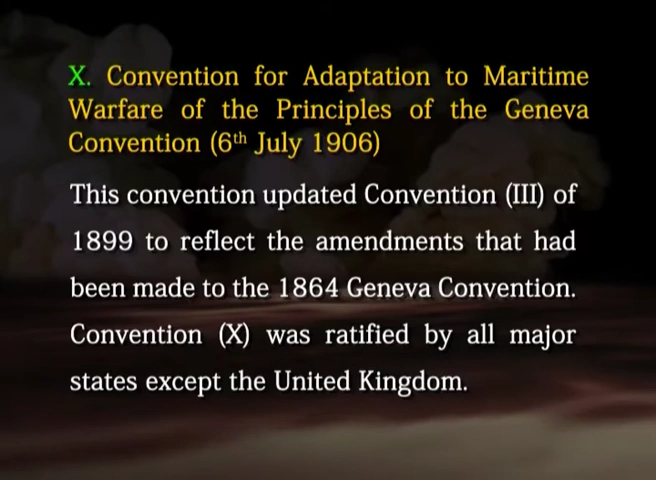 X. Convention for Adaptation to Maritime
Warfare of the Principles of the Geneva
Convention (6th July 1906)
This convention updated Convention (III) of
1899 to reflect the amendments that had
been made to the 1864 Geneva Convention.
Convention (X) was ratified by all major
states except the United Kingdom.